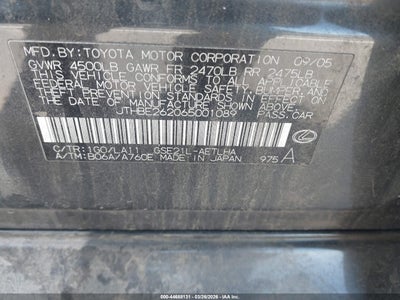 MFD.BY:TOYOTA MOTOR CORPORATION 09/05
GVWR 4500LB GAWR FR 2470LB RR 2475LB
THIS VEHICLE CONFORMS TO ALL APPLICABLE
FEDERAL MOTOR VEHICLE SAFETY, BUMPER, AND
THEFT PREVENTION STANDARDS IN EFFECT ON THE
DATE OF MANUFACTURE SHOWN ABOVE.
JTHBE262065001089 PASS.CAR
C/TR:1G0/LA11 GSE21L-AETLHA
A/TM:B06A/A760E MADE IN JAPAN 975 A
000-44688131 - 03/26/2026 - IAA